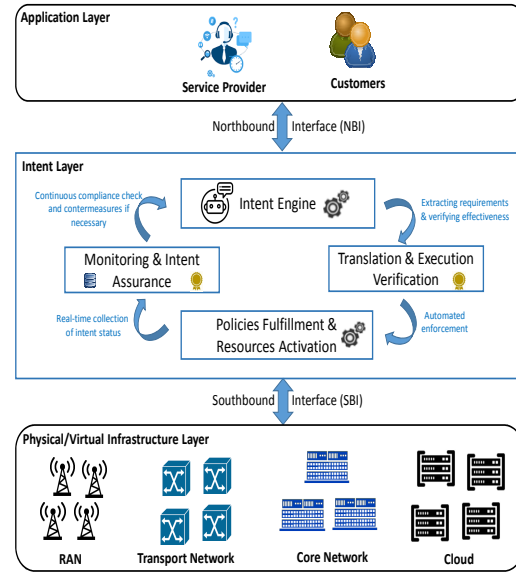 Application Layer
Service Provider
Customers
Northbound Interface (NBI)
Intent Layer
Continuous compliance check
and contermeasures if
necessary
Intent Engine
Extracting requirements
& verifying effectiveness
Monitoring & Intent
Assurance
Translation & Execution
Verification
Real-time collection
of intent status
Policies Fulfillment &
Resources Activation
Automated
enforcement
Southbound Interface (SBI)
Physical/Virtual Infrastructure Layer
RAN
Transport Network
Core Network
Cloud